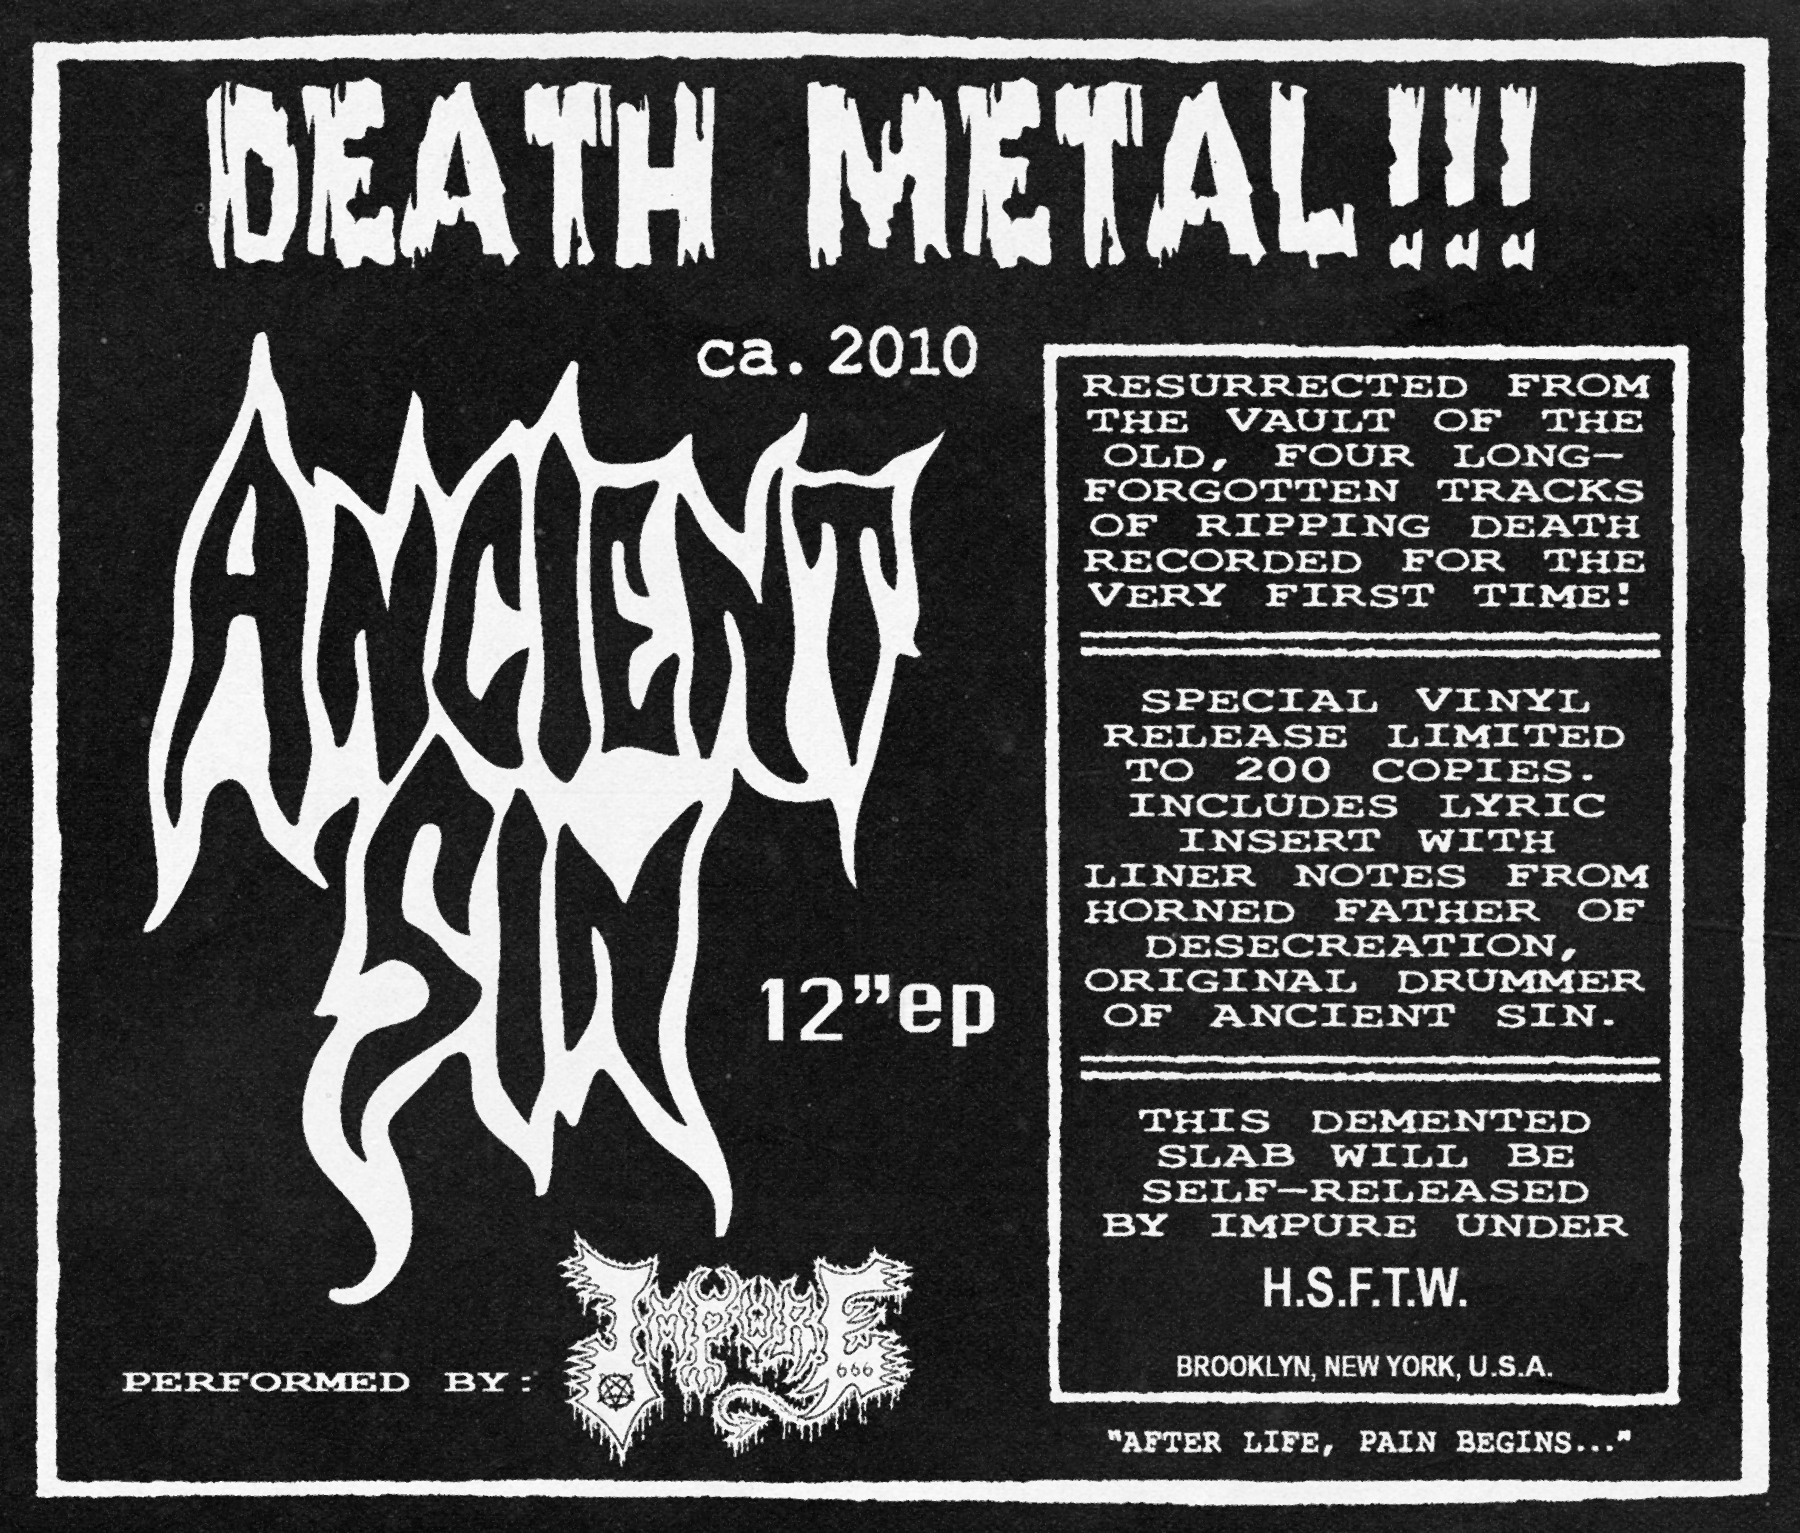 DEATH METAL!!!
ca. 2010
ANCIENT
SIN
12”ep
PERFORMED BY:
IMPURE
666
RESURRECTED FROM
THE VAULT OF THE
OLD, FOUR LONG-
FORGOTTEN TRACKS
OF RIPPING DEATH
RECORDED FOR THE
VERY FIRST TIME!
SPECIAL VINYL
RELEASE LIMITED
TO 200 COPIES.
INCLUDES LYRIC
INSERT WITH
LINER NOTES FROM
HORNED FATHER OF
DESECREATION,
ORIGINAL DRUMMER
OF ANCIENT SIN.
THIS DEMENTED
SLAB WILL BE
SELF-RELEASED
BY IMPURE UNDER
H.S.F.T.W.
BROOKLYN, NEW YORK, U.S.A.
"AFTER LIFE, PAIN BEGINS..."